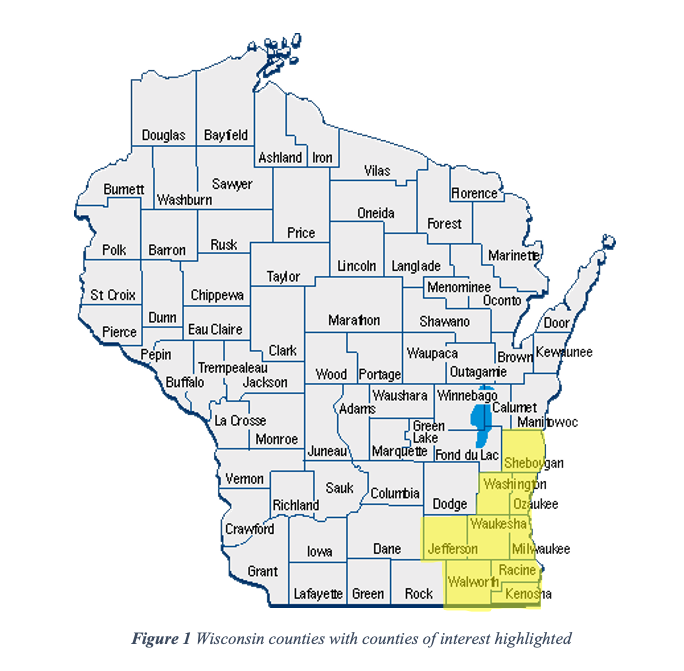 Douglas
Bayfield
Ashland
Iron
Vilas
Florence
Burnett
Washburn
Sawyer
Oneida
Forest
Marinette
Polk
Barron
Rusk
Price
Lincoln
Langlade
Taylor
Menominee
Oconto
St Croix
Chippewa
Dunn
Marathon
Shawano
Door
Pierce
Eau Claire
Clark
Pepin
Trempealeau
Wood
Portage
Waupaca
Outagamie
Brown
Kewaunee
Buffalo
Jackson
Adams
Waushara
Winnebago
Calumet
Manitowoc
La Crosse
Monroe
Juneau
Marquette
Green
Lake
Fond du Lac
Sheboygan
Vernon
Richland
Sauk
Columbia
Dodge
Washington
Ozaukee
Crawford
Iowa
Dane
Jefferson
Waukesha
Milwaukee
Grant
Lafayette
Green
Rock
Walworth
Racine
Kenosha
Figure 1 Wisconsin counties with counties of interest highlighted